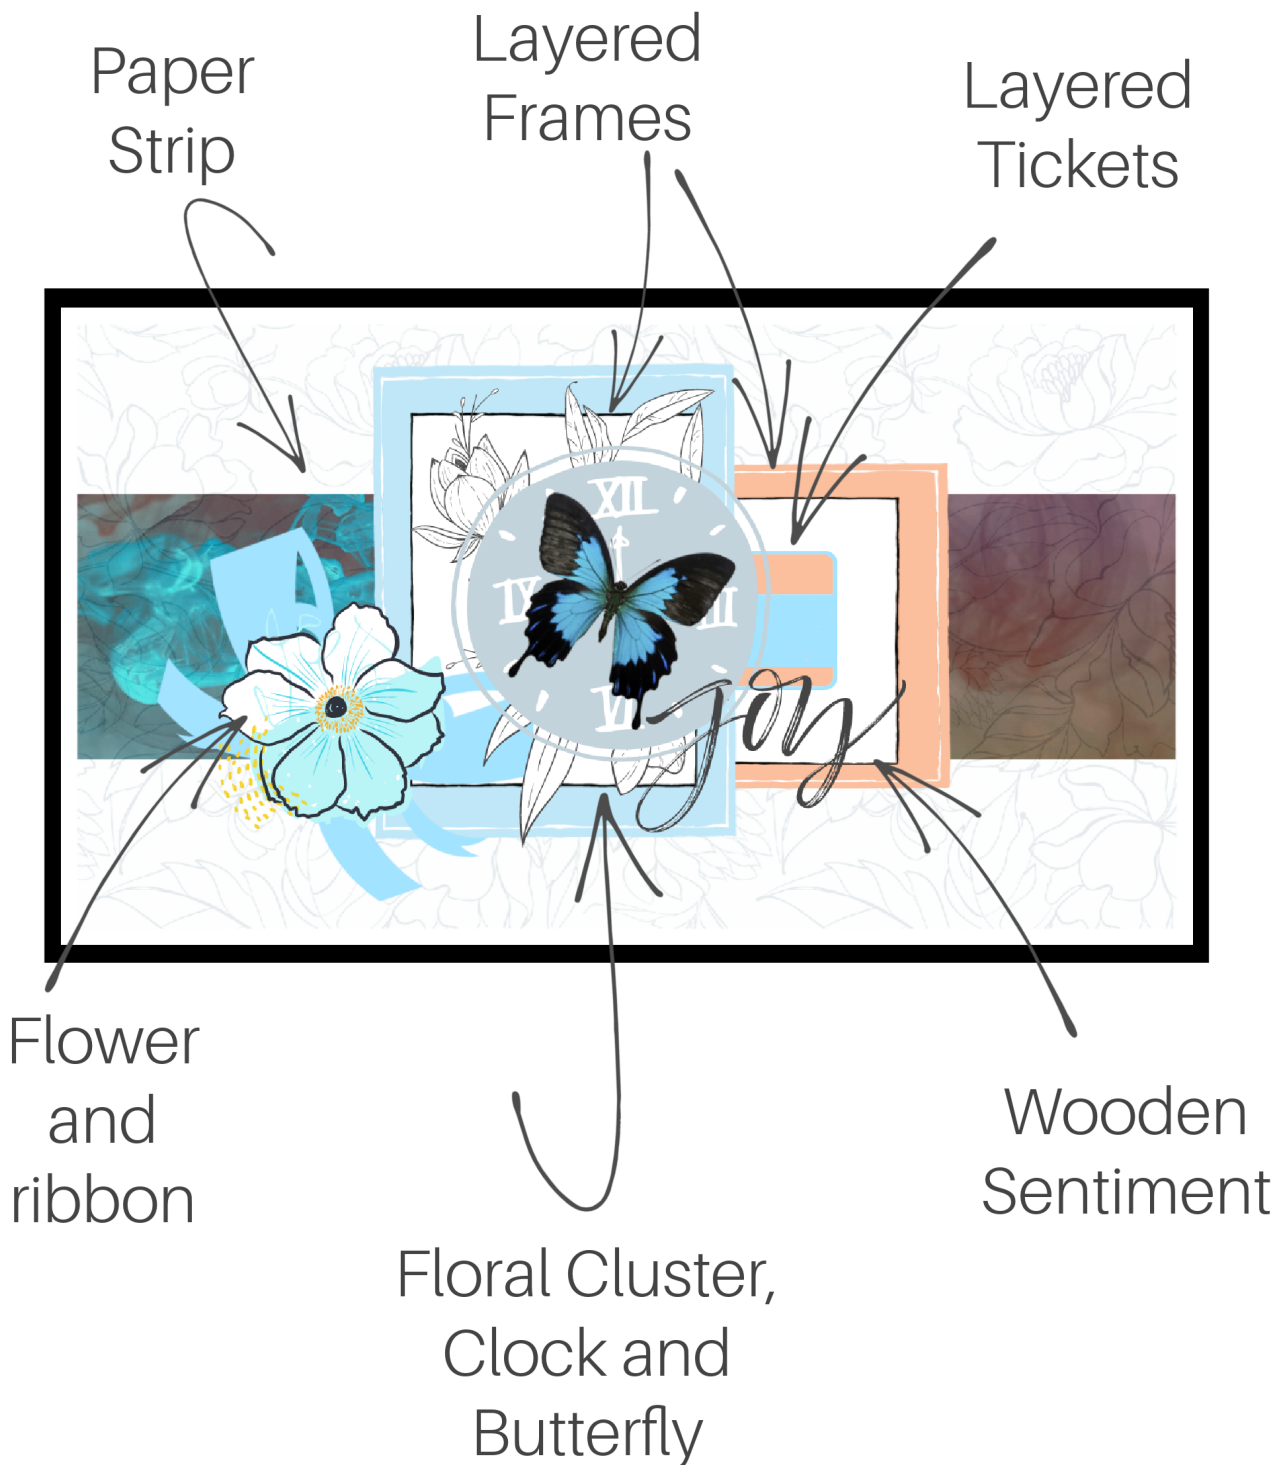 Paper
Strip
Layered
Frames
Layered
Tickets
XII
IX
III
VI
joy
Flower
and
ribbon
Wooden
Sentiment
Floral Cluster,
Clock and
Butterfly